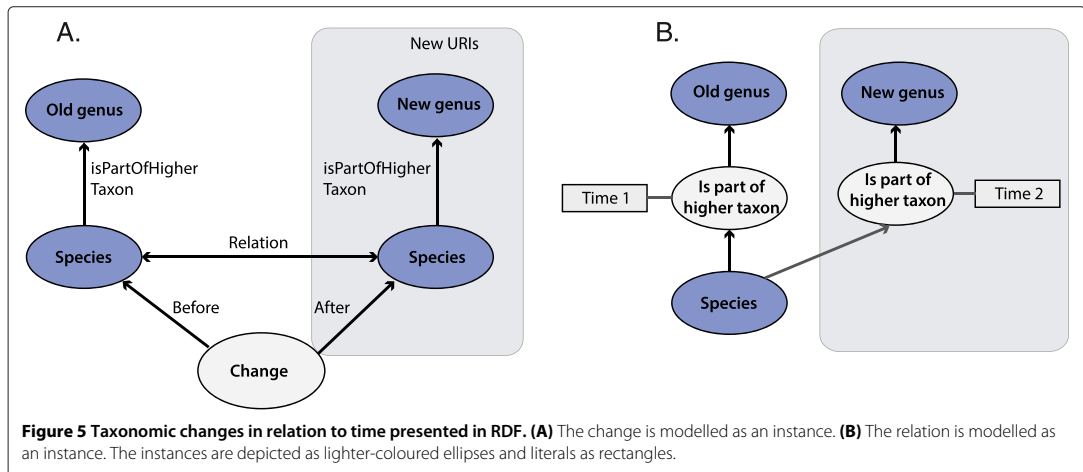 A.
New URIs
Old genus
New genus
isPartOfHigher
Taxon
isPartOfHigher
Taxon
Relation
Species
Species
Before
After
Change
B.
Old genus
New genus
Time 1
Is part of
higher taxon
Is part of
higher taxon
Time 2
Species
Figure 5 Taxonomic changes in relation to time presented in RDF. (A) The change is modelled as an instance. (B) The relation is modelled as
an instance. The instances are depicted as lighter-coloured ellipses and literals as rectangles.